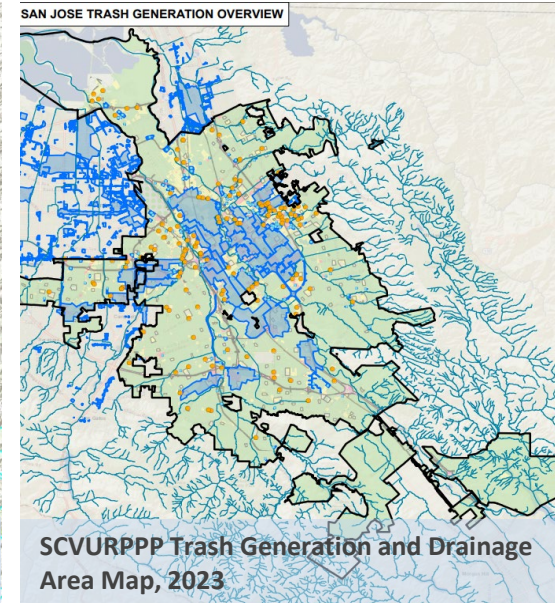 SAN JOSE TRASH GENERATION OVERVIEW
SCVURPPP Trash Generation and Drainage
Area Map, 2023